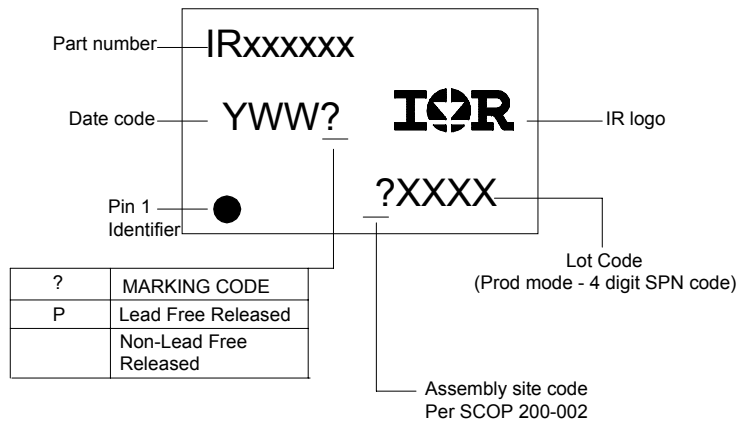 Part number
IRxxxxxx
Date code
YWW?
IOR
IR logo
?XXXX
Pin 1
Identifier
Lot Code
(Prod mode - 4 digit SPN code)
? MARKING CODE
P Lead Free Released
Non-Lead Free
Released
Assembly site code
Per SCOP 200-002